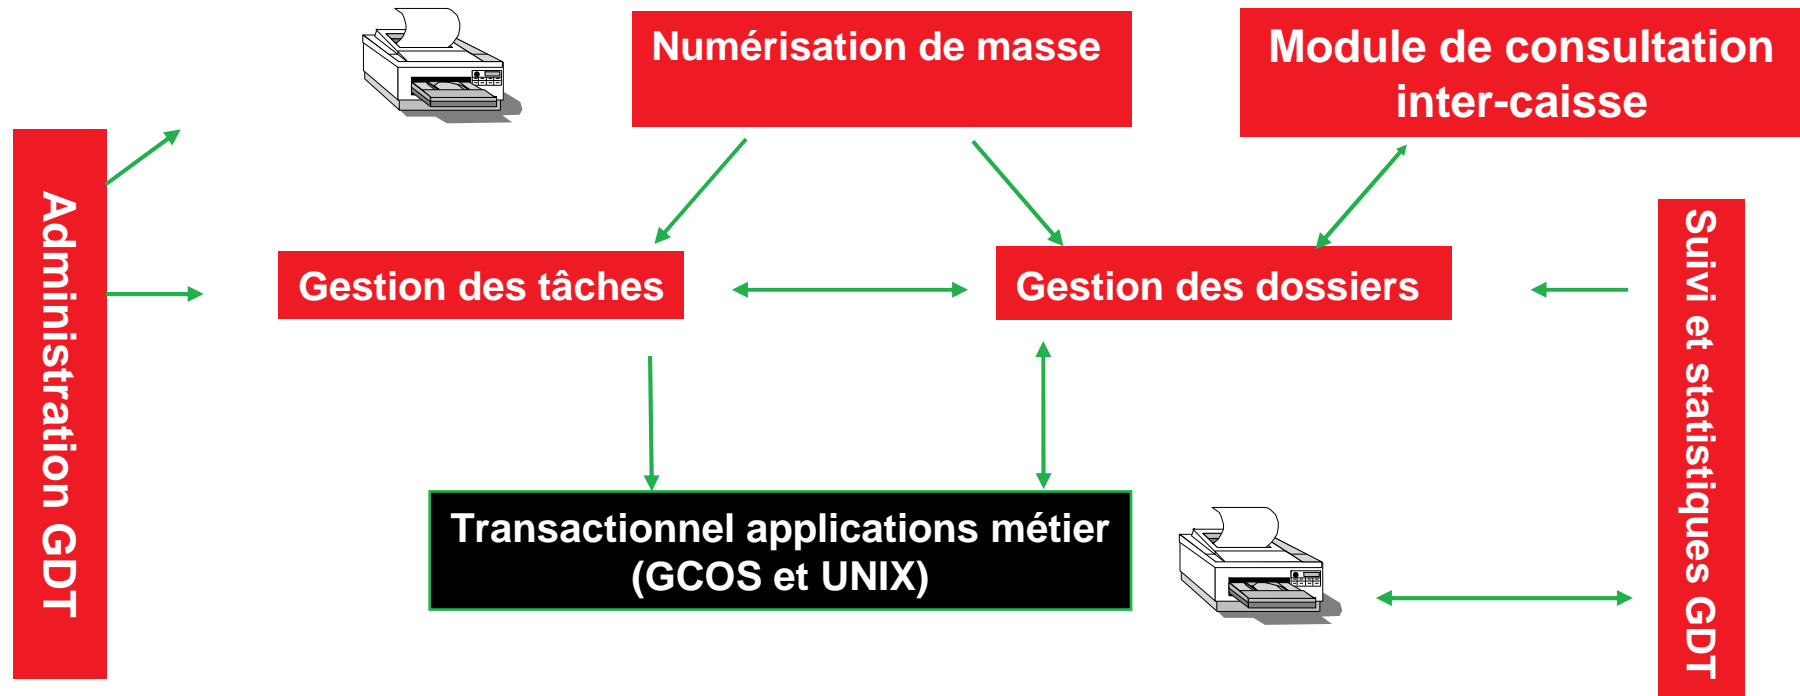 Numérisation de masse
Module de consultation
inter-caisse
Administration GDT
Gestion des tâches
Gestion des dossiers
Suivi et statistiques GDT
Transactionnel applications métier
(GCOS et UNIX)